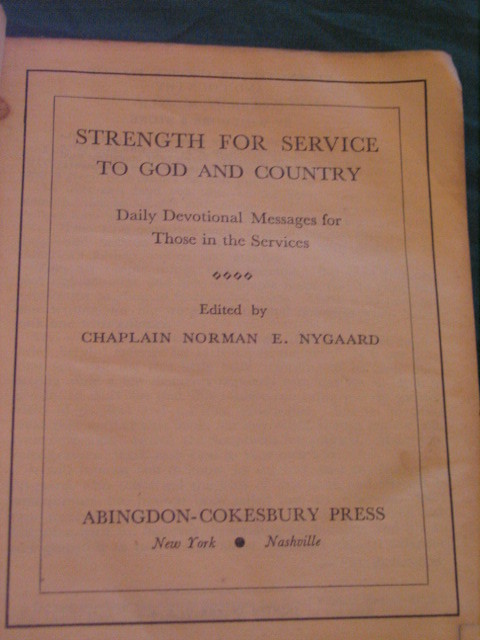 STRENGTH FOR SERVICE
TO GOD AND COUNTRY
Daily Devotional Messages for
Those in the Services
Edited by
CHAPLAIN NORMAN E. NYGAARD
ABINGDON-COKESBURY PRESS
New York ● Nashville